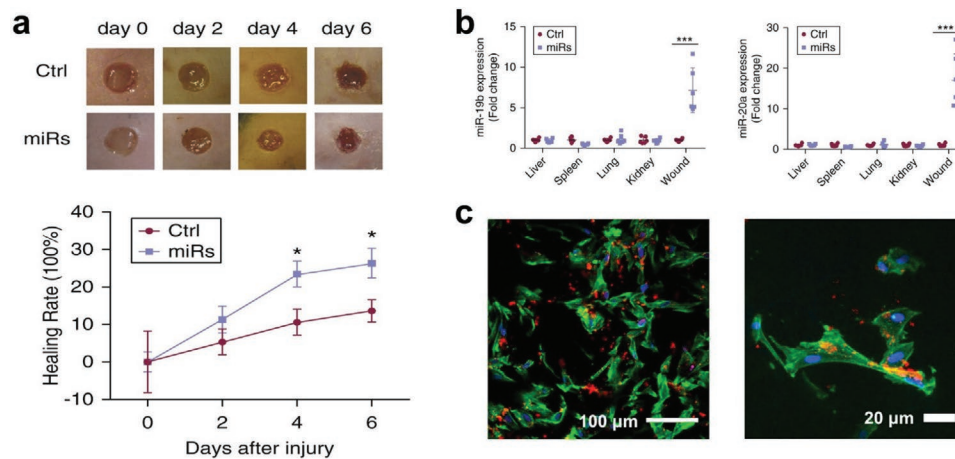 a
day 0 day 2 day 4 day 6
Ctrl
miRs
Healing Rate (100%)
40
30
20
10
0
-10
Ctrl
miRs
*
*
0 2 4 6
Days after injury
b
miR-19b expression
(Fold change)
15
10
5
0
Ctrl
miRs
***
Liver Spleen Lung Kidney Wound
miR-20a expression
(Fold change)
30
20
10
0
Ctrl
miRs
***
Liver Spleen Lung Kidney Wound
c
100 µm
20 µm